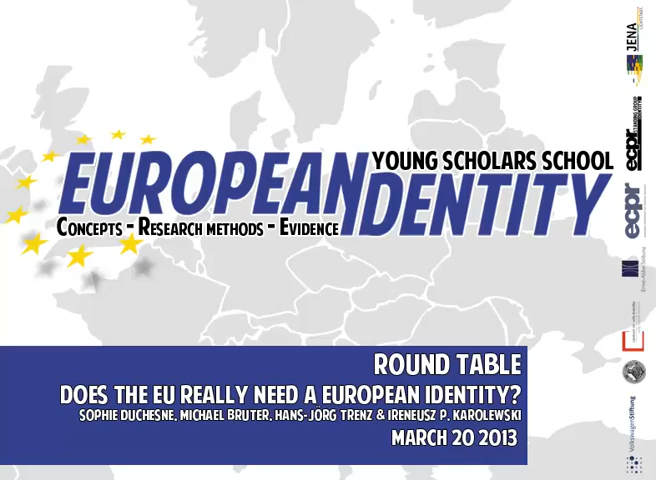 YOUNG SCHOLARS SCHOOL
EUROPEAN IDENTITY
CONCEPTS - RESEARCH METHODS - EVIDENCE
ROUND TABLE
DOES THE EU REALLY NEED A EUROPEAN IDENTITY?
SOPHIE DUCHESNE, MICHAEL BRUTER, HANS-JÖRG TRENZ & IRENEUSZ P. KAROLEWSKI
MARCH 20 2013
JENA
ecpr
ecpr
VolkswagenStiftung